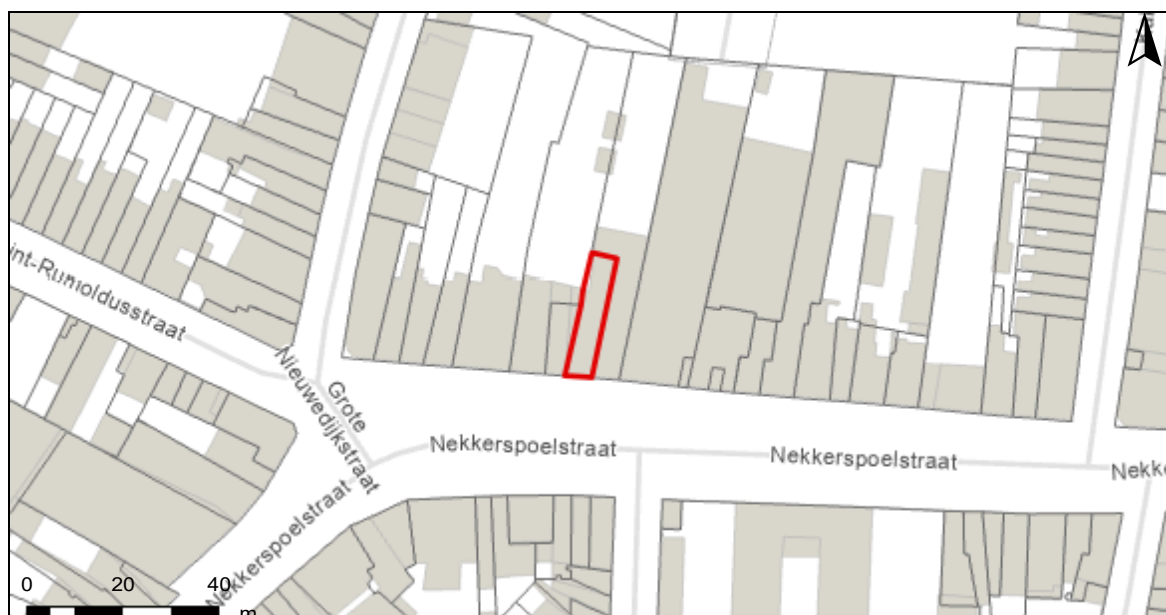 int-Rumoldusstraat
Grote
Nieuwedijkstraat
Nekkerspoelstraat
Nekkerspoelstraat
Nekke
Nekkerspoelstraat
0 20 40
m